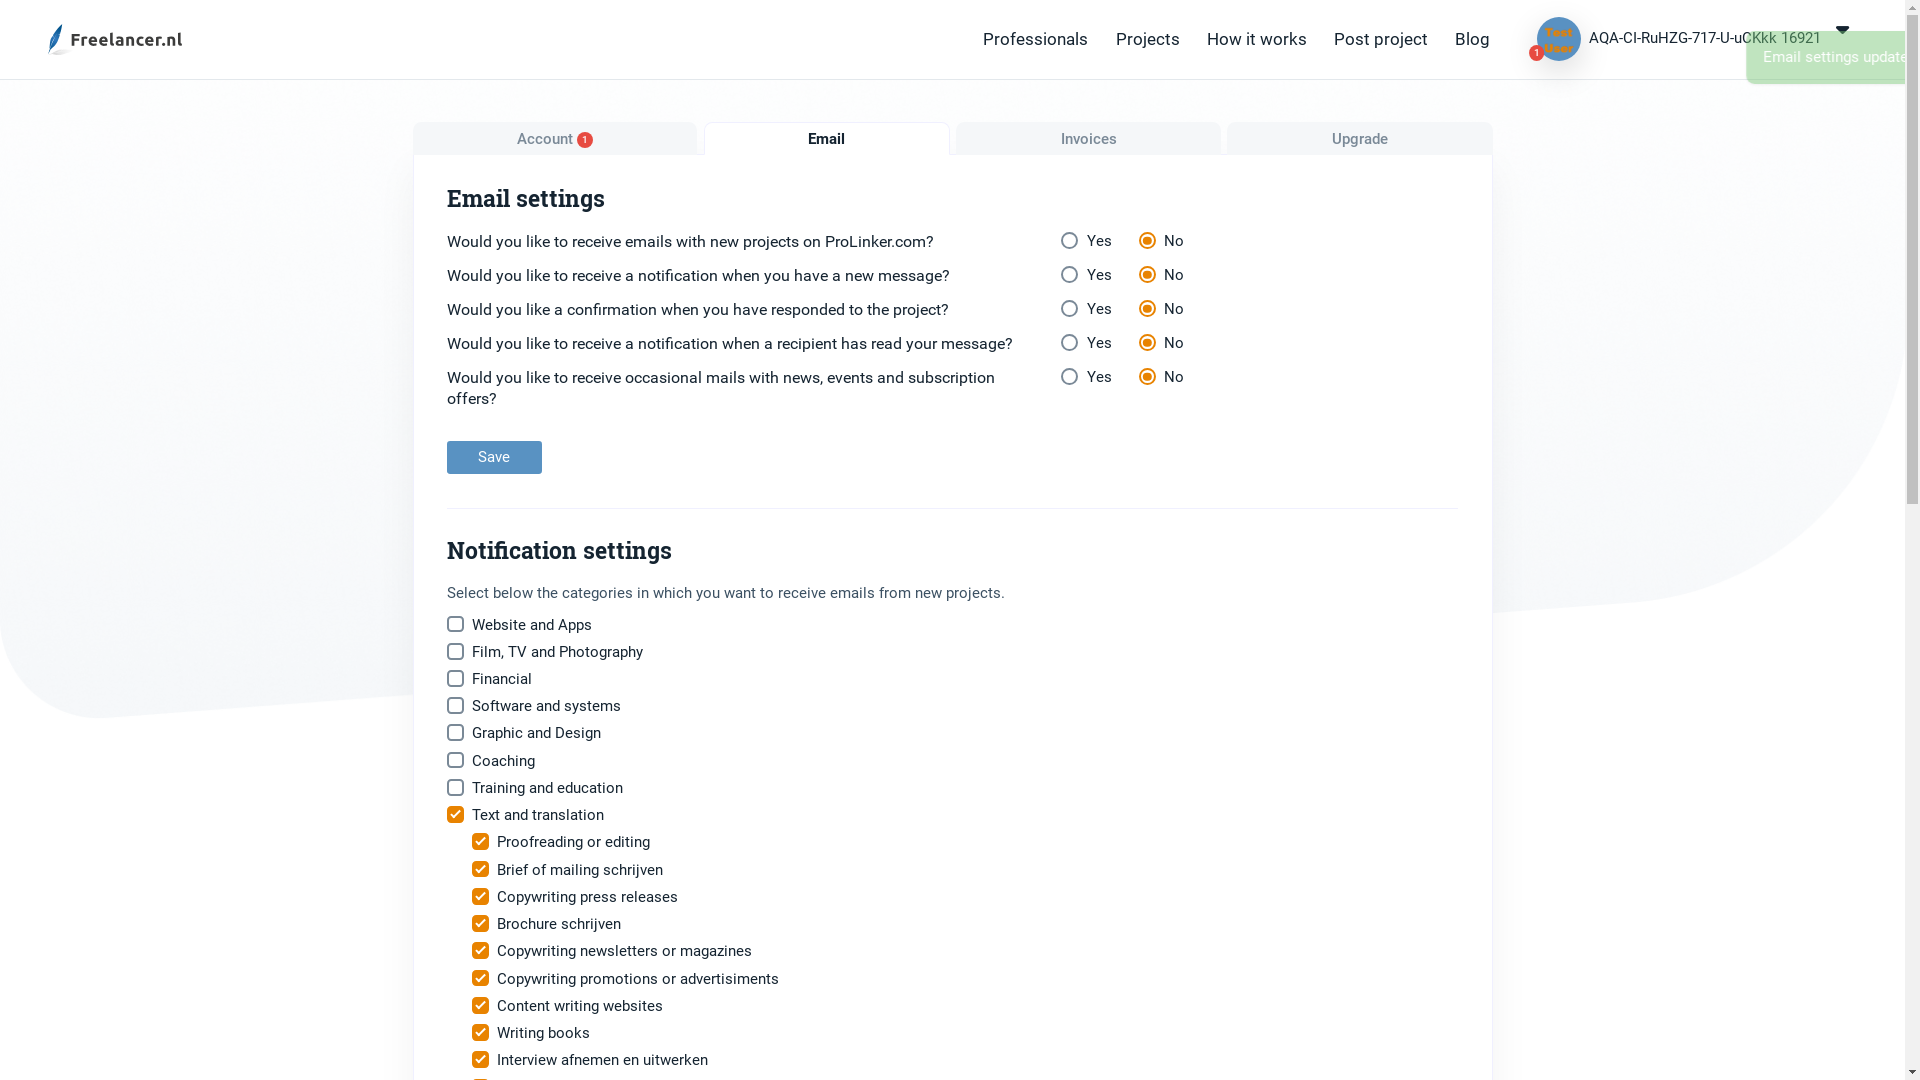 Freelancer.nl
Professionals
Projects
How it works
Post project
Blog
Test
User
1
AQA-CI-RuHZG-717-U-uCKkk 16921
Email settings update
Account 1
Email
Invoices
Upgrade
Email settings
Would you like to receive emails with new projects on ProLinker.com? Yes No
Would you like to receive a notification when you have a new message? Yes No
Would you like a confirmation when you have responded to the project? Yes No
Would you like to receive a notification when a recipient has read your message? Yes No
Would you like to receive occasional mails with news, events and subscription Yes No
offers?
Save
Notification settings
Select below the categories in which you want to receive emails from new projects.
Website and Apps
Film, TV and Photography
Financial
Software and systems
Graphic and Design
Coaching
Training and education
Text and translation
Proofreading or editing
Brief of mailing schrijven
Copywriting press releases
Brochure schrijven
Copywriting newsletters or magazines
Copywriting promotions or advertisiments
Content writing websites
Writing books
Interview afnemen en uitwerken